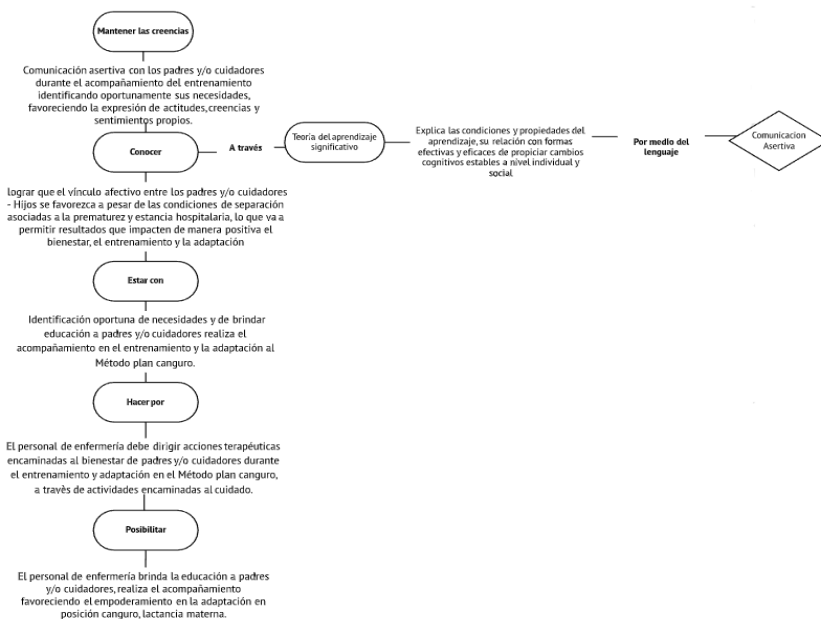 Mantener las creencias
Comunicación asertiva con los padres y/o cuidadores
durante el acompañamiento del entrenamiento
identificando oportunamente sus necesidades,
favoreciendo la expresión de actitudes, creencias y
sentimientos propios.
Conocer
A través
Teoría del aprendizaje
significativo
Explica las condiciones y propiedades del
aprendizaje, su relación con formas
efectivas y eficaces de propiciar cambios
cognitivos estables a nivel individual y
social
Por medio del
lenguaje
Comunicacion
Asertiva
lograr que el vínculo afectivo entre los padres y/o cuidadores
- Hijos se favorezca a pesar de las condiciones de separación
asociadas a la prematurez y estancia hospitalaria, lo que va a
permitir resultados que impacten de manera positiva el
bienestar, el entrenamiento y la adaptación
Estar con
Identificación oportuna de necesidades y de brindar
educación a padres y/o cuidadores realiza el
acompañamiento en el entrenamiento y la adaptación al
Método plan canguro.
Hacer por
El personal de enfermería debe dirigir acciones terapéuticas
encaminadas al bienestar de padres y/o cuidadores durante
el entrenamiento y adaptación en el Método plan canguro,
a travès de actividades encaminadas al cuidado.
Posibilitar
El personal de enfermería brinda la educación a padres
y/o cuidadores, realiza el acompañamiento
favoreciendo el empoderamiento en la adaptación en
posición canguro, lactancia materna.